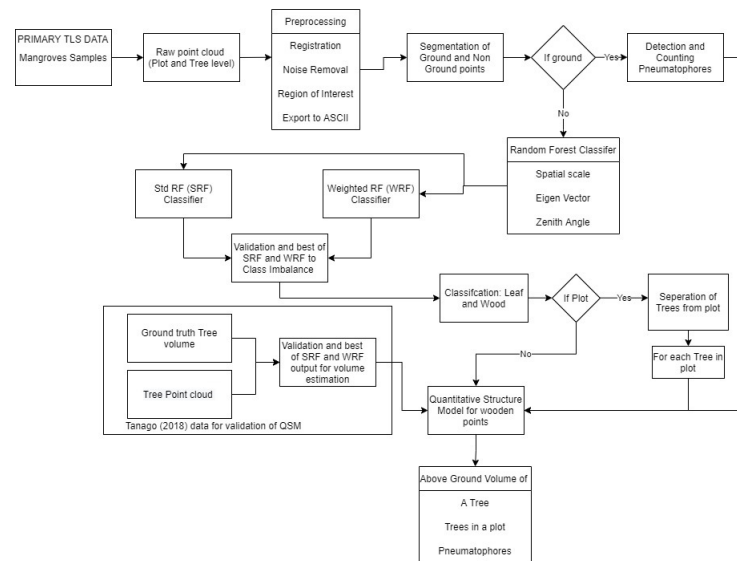 PRIMARY TLS DATA
Mangroves Samples
Raw point cloud
(Plot and Tree level)
Preprocessing
Registration
Noise Removal
Region of Interest
Export to ASCII
Segmentation of
Ground and Non
Ground points
If ground
Yes
Detection and
Counting
Pneumatophores
No
Random Forest Classifer
Spatial scale
Eigen Vector
Zenith Angle
Std RF (SRF)
Classifier
Weighted RF (WRF)
Classifier
Validation and best of
SRF and WRF to
Class Imbalance
Classifcation: Leaf
and Wood
If Plot
Yes
Seperation of
Trees from plot
For each Tree in
plot
No
Ground truth Tree
volume
Tree Point cloud
Validation and best
of SRF and WRF
output for volume
estimation
Tanago (2018) data for validation of QSM
Quantitative Structure
Model for wooden
points
Above Ground Volume of
A Tree
Trees in a plot
Pneumatophores